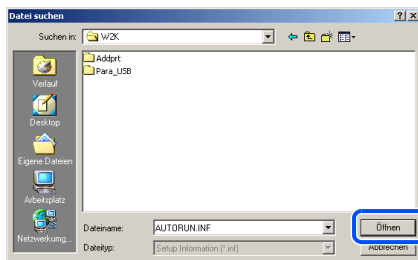 Datei suchen
Suchen in: W2K
Addprt
Para_USB
Verlauf
Desktop
Eigene Dateien
Arbeitsplatz
Netzwerkumg...
Dateiname: AUTORUN.INF Öffnen
Dateityp: Setup Information (*.inf) Abbrechen